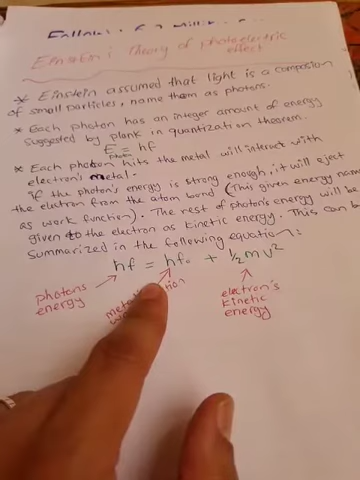 Einstein's theory of photoelectric
effect
* Einstein assumed that light is a composion
of small particles, name them as photons.
* Each photon has an integer amount of energy
suggested by plank in quantization theorem.
E = hf
photon
* Each photon hits the metal will interact with
electron's metal.
if the photon's energy is strong enough, it will eject
the electron from the atom bond (This given energy name
as work function). The rest of photon's energy will be
given to the electron as kinetic energy. This can b
summarized in the following equation:
hf = hf₀ + ½mv²
photons
energy
electron's
kinetic
energy